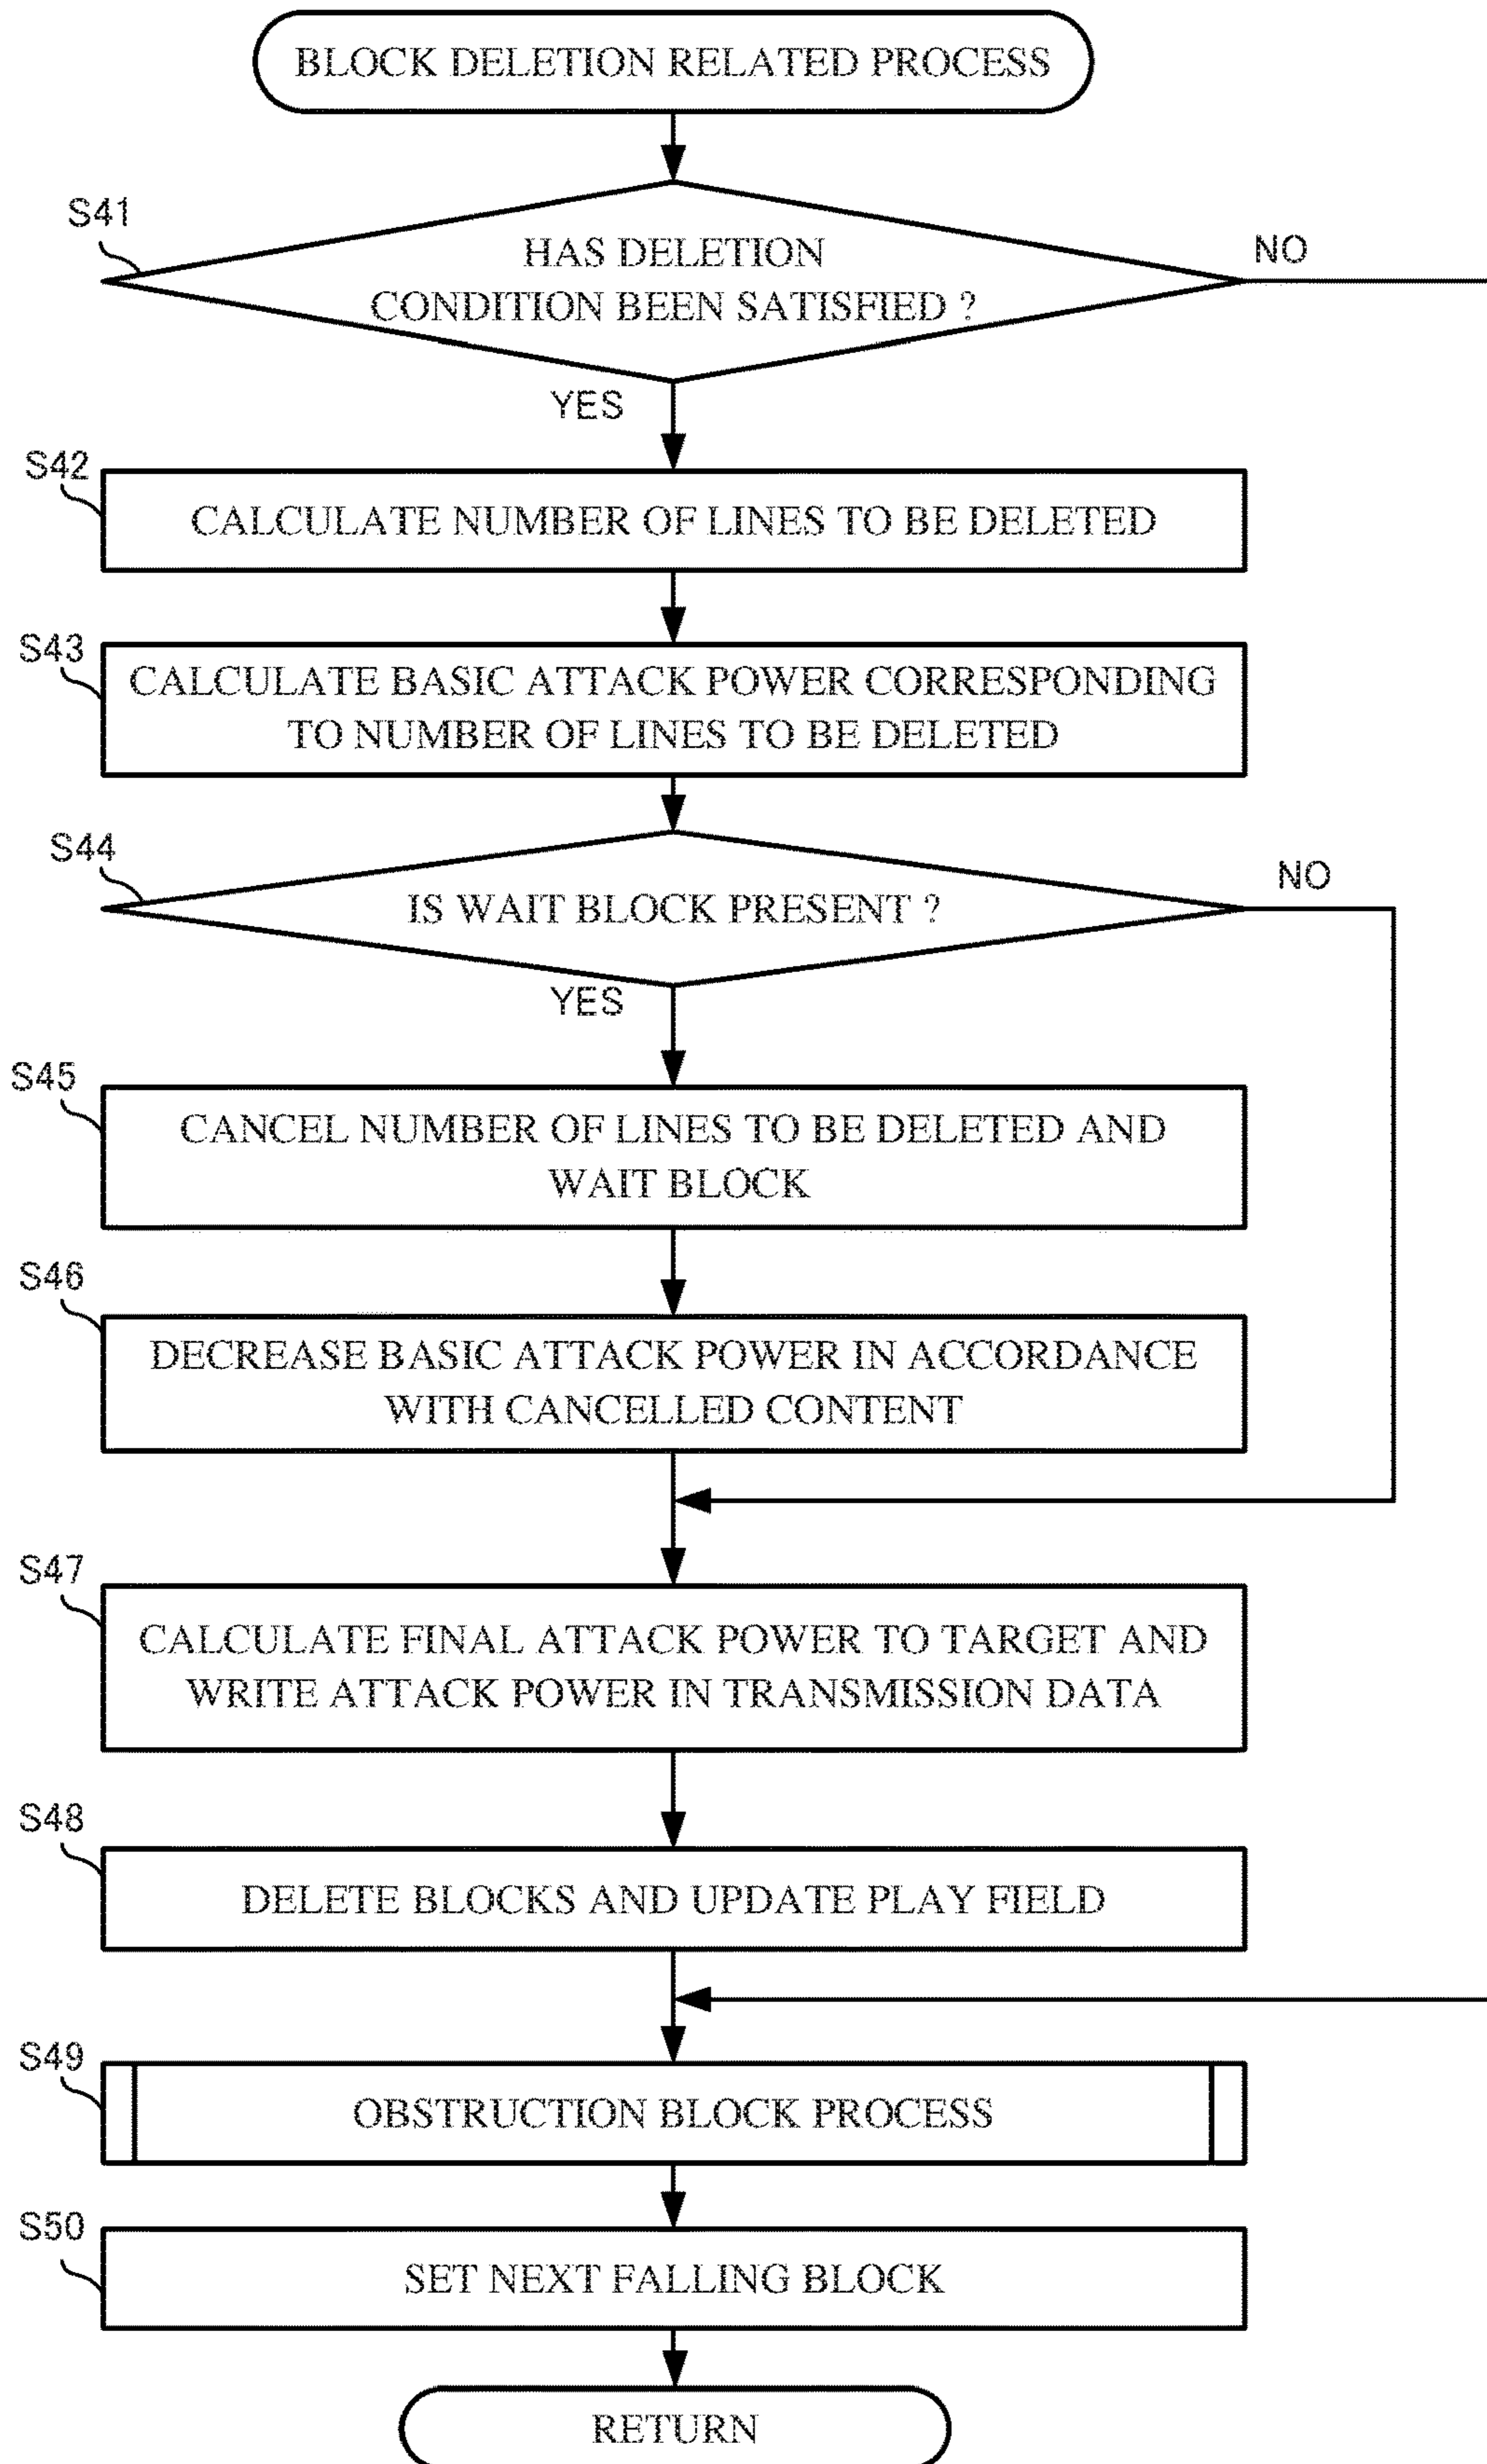 BLOCK DELETION RELATED PROCESS
S41
HAS DELETION
CONDITION BEEN SATISFIED ?
NO
YES
S42
CALCULATE NUMBER OF LINES TO BE DELETED
S43
CALCULATE BASIC ATTACK POWER CORRESPONDING
TO NUMBER OF LINES TO BE DELETED
S44
IS WAIT BLOCK PRESENT ?
NO
YES
S45
CANCEL NUMBER OF LINES TO BE DELETED AND
WAIT BLOCK
S46
DECREASE BASIC ATTACK POWER IN ACCORDANCE
WITH CANCELLED CONTENT
S47
CALCULATE FINAL ATTACK POWER TO TARGET AND
WRITE ATTACK POWER IN TRANSMISSION DATA
S48
DELETE BLOCKS AND UPDATE PLAY FIELD
S49
OBSTRUCTION BLOCK PROCESS
S50
SET NEXT FALLING BLOCK
RETURN